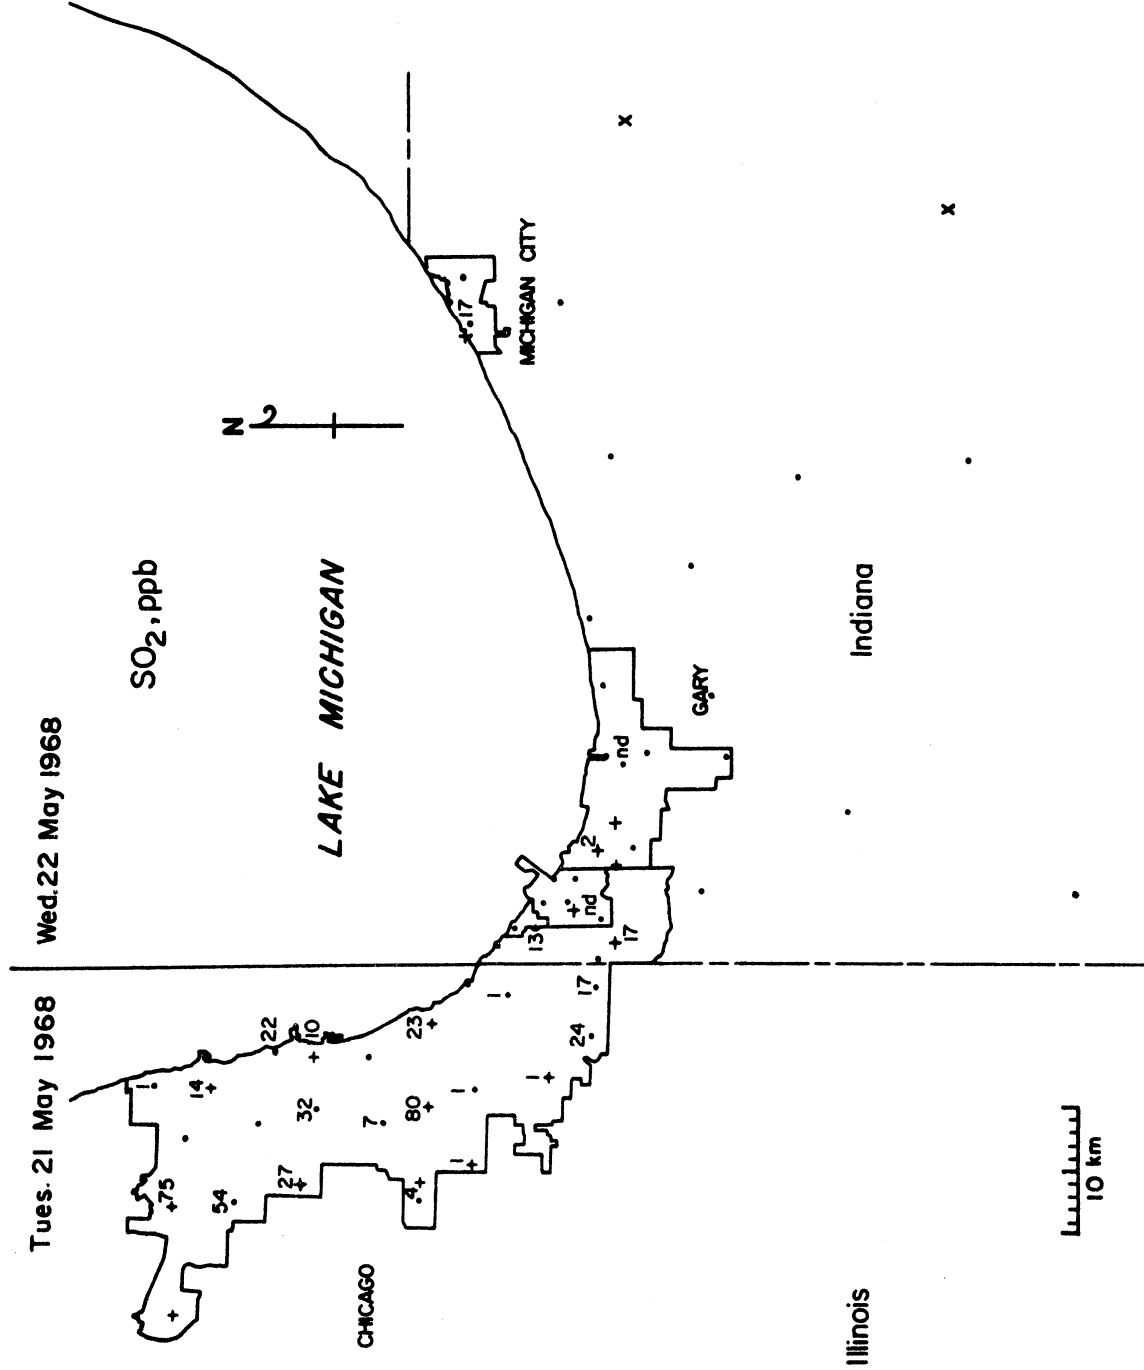 Tues. 21 May 1968
Wed. 22 May 1968
SO₂, ppb
1
75
14
54
N
22
27
32
10
LAKE MICHIGAN
CHICAGO
7
4
80
23
1
1
17
1
6
MICHIGAN CITY
1
13
24
17
nd
2
17
nd
GARY
Illinois
Indiana
10 km